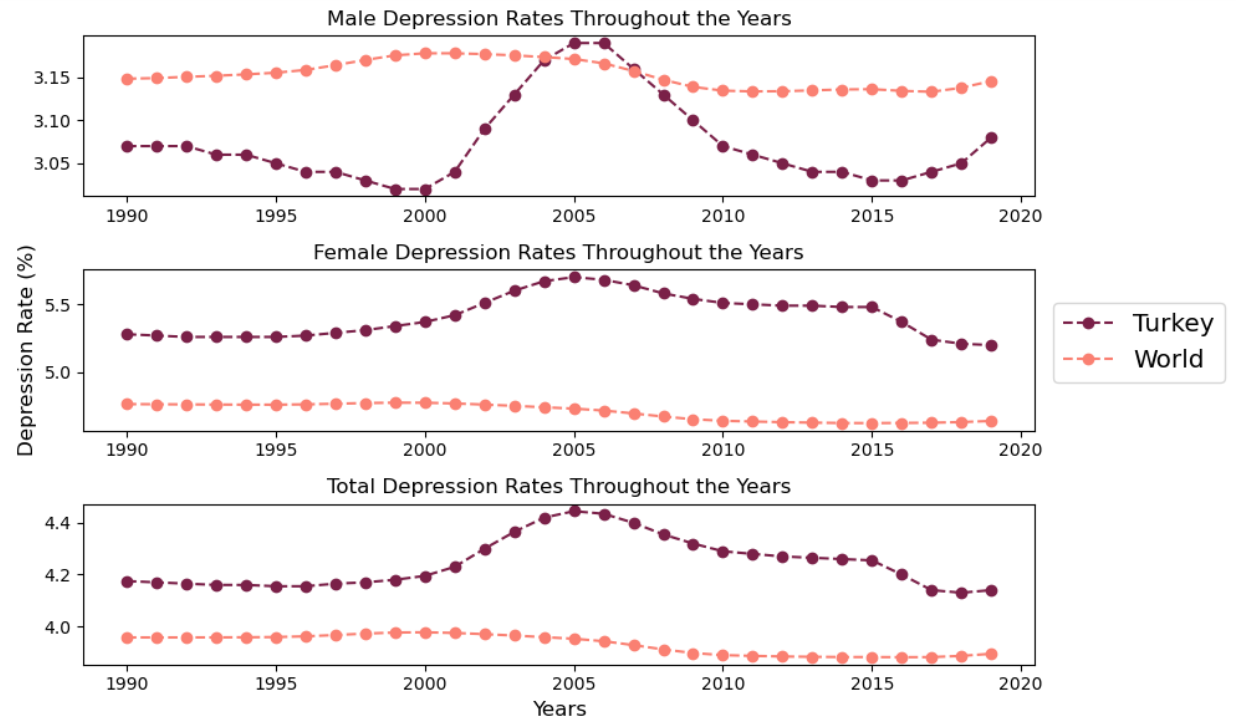 Male Depression Rates Throughout the Years
3.15
3.10
3.05
1990 1995 2000 2005 2010 2015 2020
Depression Rate (%)
Female Depression Rates Throughout the Years
5.5
5.0
1990 1995 2000 2005 2010 2015 2020
Turkey
World
Total Depression Rates Throughout the Years
4.4
4.2
4.0
1990 1995 2000 2005 2010 2015 2020
Years